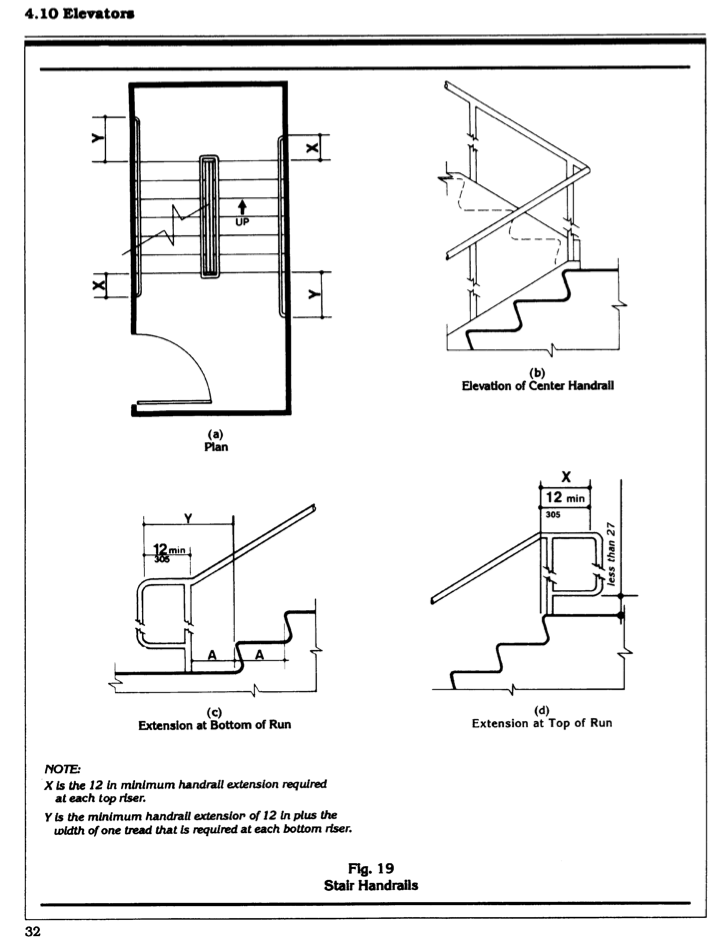 4.10 Elevators
Y
X
UP
X
Y
(a)
Plan
(b)
Elevation of Center Handrail
Y
12 min
305
A
A
(c)
Extension at Bottom of Run
X
12 min
305
less than 27
(d)
Extension at Top of Run
NOTE:
X is the 12 in minimum handrail extension required
at each top riser.
Y is the minimum handrail extension of 12 in plus the
width of one tread that is required at each bottom riser.
Fig. 19
Stair Handrails
32